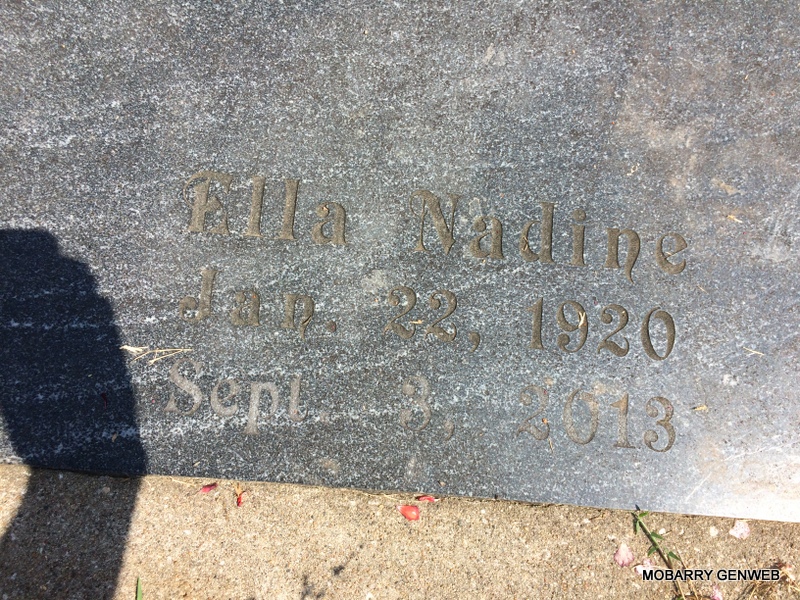 Ella Nadine
Jan. 22, 1920
Sept. 3, 2013
MOBARRY GENWEB